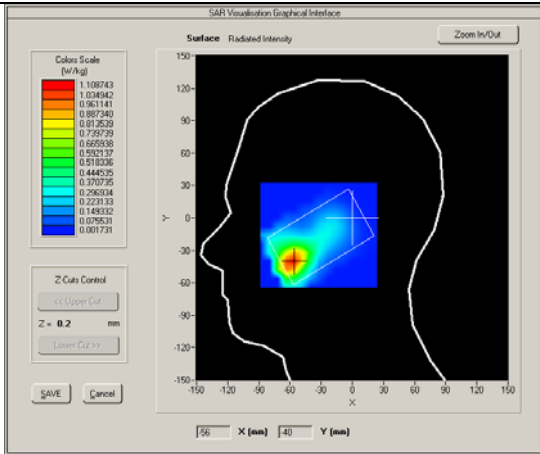 SAR Visualisation Graphical Interface
Surface Radiated Intensity
Zoom In/Out
Colors Scale
(W/kg)
1.108743
1.034942
0.961141
0.887340
0.813539
0.739739
0.665938
0.592137
0.518336
0.444535
0.370735
0.296934
0.223133
0.149332
0.075531
0.001731
Z-Cuts Control
<< Upper Cut
Z = 0.2 mm
Lower Cut >>
SAVE Cancel
150
120
90
60
30
0
-30
-60
-90
-120
-150
Y
-150 -120 -90 -60 -30 0 30 60 90 120 150
X
-56 X (mm) -40 Y (mm)